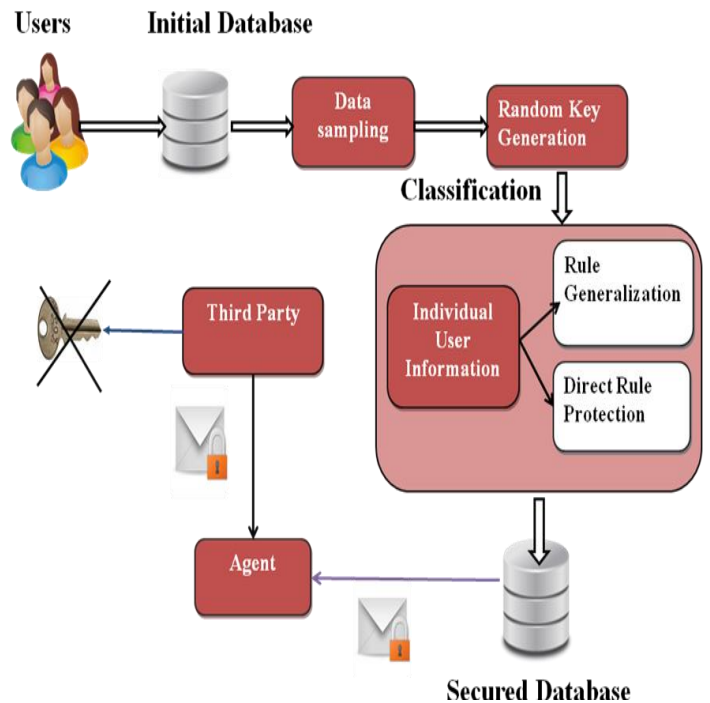 Users
Initial Database
Data
sampling
Random Key
Generation
Classification
Individual
User
Information
Rule
Generalization
Direct Rule
Protection
Third Party
Agent
Secured Database